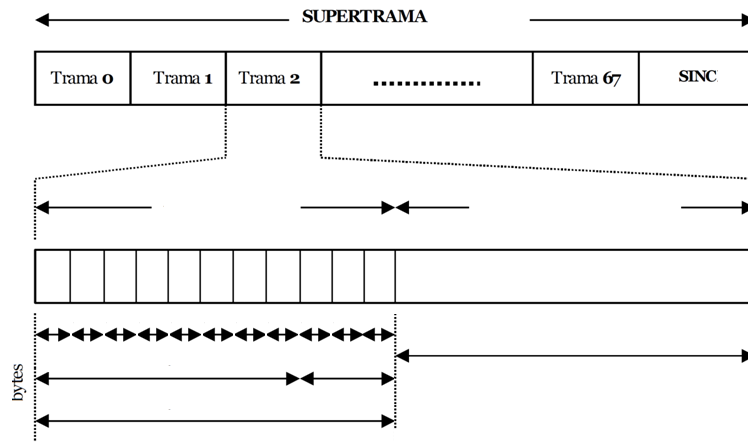 SUPERTRAMA
Trama 0 Trama 1 Trama 2 ............ Trama 67 SINC
bytes